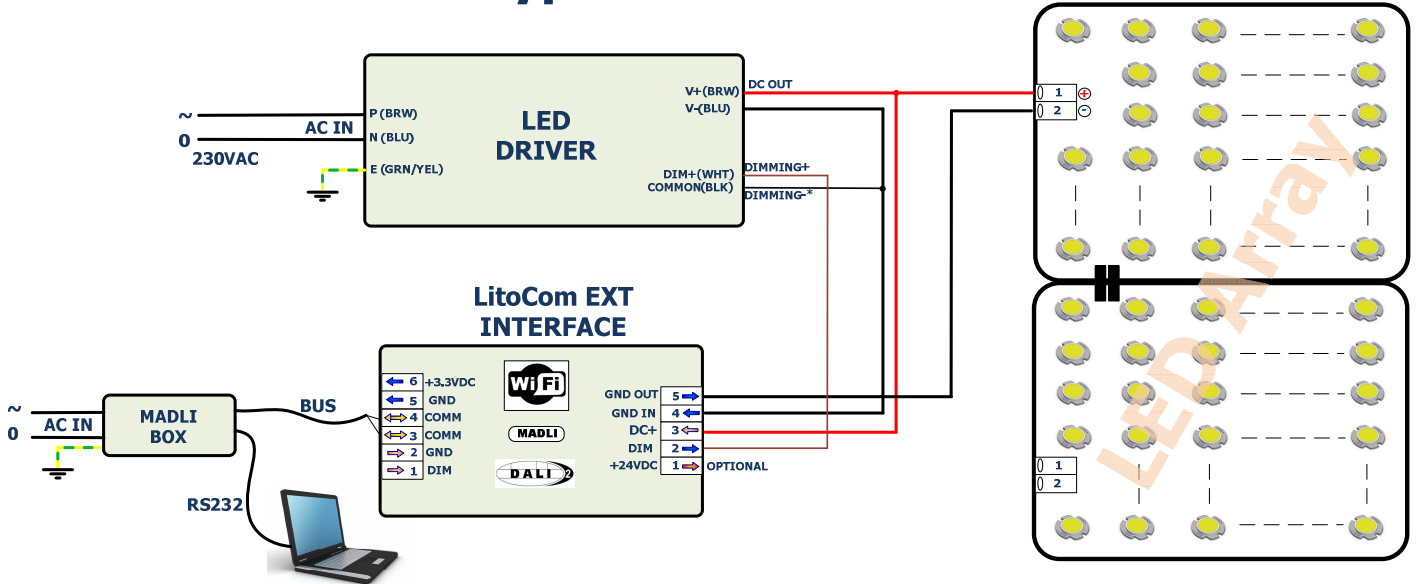 ~
0
230VAC
AC IN
P (BRW)
N (BLU)
E (GRN/YEL)
LED
DRIVER
V+(BRW)
V-(BLU)
DIM+(WHT)
COMMON(BLK)
DC OUT
DIMMING+
DIMMING-*
1
2
LED Array
1
2
LitoCom EXT
INTERFACE
6 +3.3VDC
5 GND
4 COMM
3 COMM
2 GND
1 DIM
Wi Fi
MADLI
DALI 2
GND OUT 5
GND IN 4
DC+ 3
DIM 2
+24VDC 1 OPTIONAL
~
0
AC IN
MADLI
BOX
BUS
RS232